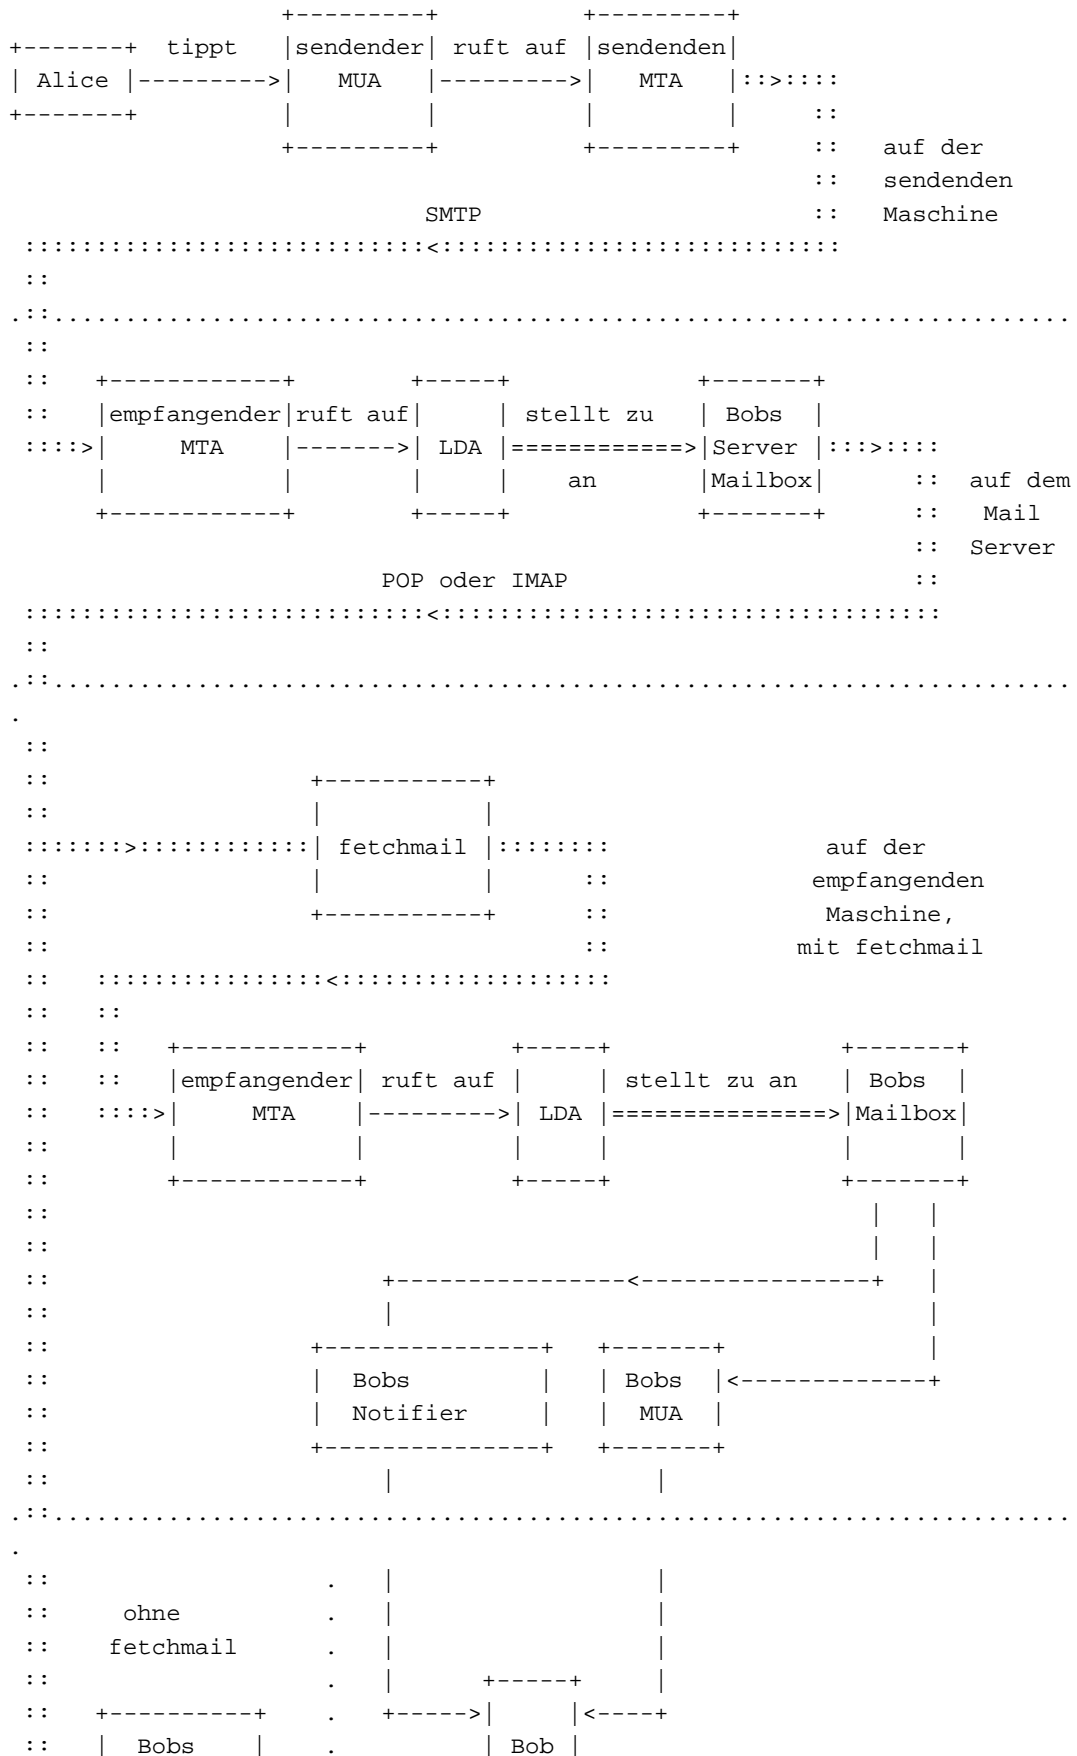 +---------+          +---------+
+-------+  tippt   |sendender| ruft auf |sendenden|
| Alice |--------->|   MUA   |--------->|   MTA   |::>::::
+-------+          |         |          |         |     ::
                   +---------+          +---------+     ::   auf der
                                                        ::   sendenden
                             SMTP                       ::   Maschine
 ::::::::::::::::::::::::::::<::::::::::::::::::::::::::::
 ::
.::.......................................................................
 ::
 ::   +------------+        +-----+             +-------+
 ::   |empfangender|ruft auf|     | stellt zu   | Bobs  |
 ::::>|     MTA    |------->| LDA |============>|Server |:::>::::
      |            |        |     |    an       |Mailbox|      ::  auf dem
      +------------+        +-----+             +-------+      ::   Mail
                                                               ::  Server
                          POP oder IMAP                        ::
 ::::::::::::::::::::::::::::<:::::::::::::::::::::::::::::::::::
 ::
.::.......................................................................
.
 ::
 ::                  +-----------+
 ::                  |           |
 :::::::>::::::::::::| fetchmail |::::::::               auf der
 ::                  |           |      ::              empfangenden
 ::                  +-----------+      ::               Maschine,
 ::                                     ::             mit fetchmail
 ::   ::::::::::::::::<:::::::::::::::::::
 ::   ::
 ::   ::   +------------+          +-----+                +-------+
 ::   ::   |empfangender| ruft auf |     | stellt zu an   | Bobs  |
 ::   ::::>|     MTA    |--------->| LDA |===============>|Mailbox|
 ::        |            |          |     |                |       |
 ::        +------------+          +-----+                +-------+
 ::                                                         |   |
 ::                                                         |   |
 ::                       +----------------<----------------+   |
 ::                       |                                     |
 ::                  +---------------+   +-------+              |
 ::                  |  Bobs         |   | Bobs  |<-------------+
 ::                  |  Notifier     |   |  MUA  |
 ::                  +---------------+   +-------+
 ::                       |                  |
.::.......................................................................
.
 ::                   .   |                  |
 ::     ohne          .   |                  |
 ::    fetchmail      .   |                  |
 ::                   .   |      +-----+     |
 ::   +----------+    .   +----->|     |<----+
 ::   |  Bobs    |    .          | Bob |